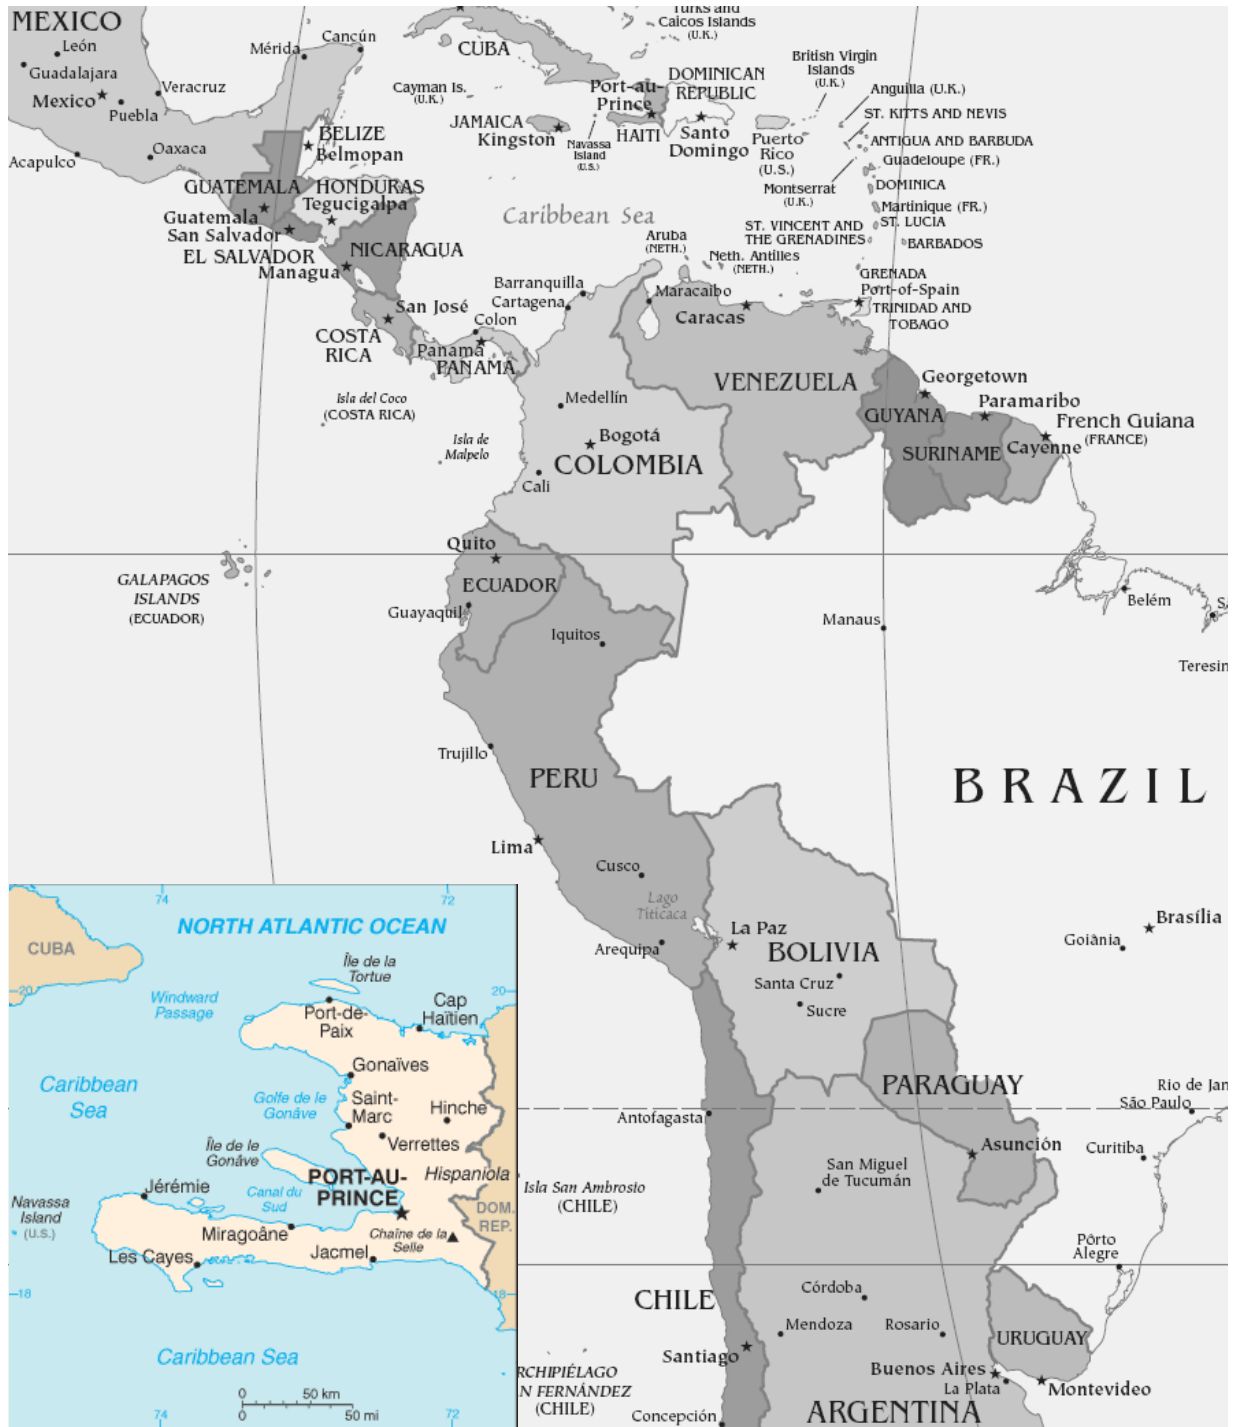 MEXICO
León
Guadalajara
Mexico
Puebla
Veracruz
Acapulco
Oaxaca
Mérida
Cancún
CUBA
Turks and
Caicos Islands
(U.K.)
Cayman Is.
(U.K.)
JAMAICA
Kingston
Navassa
Island
(U.S.)
Port-au-
Prince
HAITI
DOMINICAN
REPUBLIC
Santo
Domingo
Puerto
Rico
(U.S.)
British Virgin
Islands
(U.K.)
Anguilla (U.K.)
ST. KITTS AND NEVIS
ANTIGUA AND BARBUDA
Guadeloupe (FR.)
Montserrat
(U.K.)
DOMINICA
Martinique (FR.)
ST. LUCIA
ST. VINCENT AND
THE GRENADINES
BARBADOS
GRENADA
Port-of-Spain
TRINIDAD AND
TOBAGO
Aruba
(NETH.)
Neth. Antilles
(NETH.)
Caribbean Sea
BELIZE
Belmopan
GUATEMALA
Guatemala
HONDURAS
Tegucigalpa
San Salvador
EL SALVADOR
NICARAGUA
Managua
San José
COSTA
RICA
Colon
Panama
PANAMA
Isla del Coco
(COSTA RICA)
Isla de
Malpelo
Barranquilla
Cartagena
Maracaibo
Caracas
VENEZUELA
Medellín
Bogotá
COLOMBIA
Cali
Georgetown
GUYANA
Paramaribo
SURINAME
French Guiana
(FRANCE)
Cayenne
Quito
ECUADOR
Guayaquil
GALAPAGOS
ISLANDS
(ECUADOR)
Iquitos
Manaus
Belém
Teresin
Trujillo
PERU
Lima
Cusco
Lago
Titicaca
Arequipa
BRAZIL
La Paz
BOLIVIA
Santa Cruz
Sucre
Brasília
Goiânia
PARAGUAY
Asunción
Rio de Jan
São Paulo
Curitiba
Antofagasta
San Miguel
de Tucumán
Isla San Ambrosio
(CHILE)
Pôrto
Alegre
CHILE
Córdoba
Mendoza
Rosario
URUGUAY
Santiago
Buenos Aires
La Plata
Montevideo
RCHIPIÉLAGO
N FERNÁNDEZ
(CHILE)
Concepción
ARGENTINA
74
72
NORTH ATLANTIC OCEAN
CUBA
Île de la
Tortue
20
20
Windward
Passage
Port-de-
Paix
Cap
Haïtien
Caribbean
Sea
Gonaïves
Golfe de le
Gonâve
Saint-
Marc
Hinche
Verrettes
Île de le
Gonâve
PORT-AU-
PRINCE
Hispaniola
Navassa
Island
(U.S.)
Jérémie
Canal du
Sud
DOM.
REP.
Miragoâne
Chaîne de la
Selle
Les Cayes
Jacmel
18
18
Caribbean Sea
0
50 km
0
50 mi
74
72